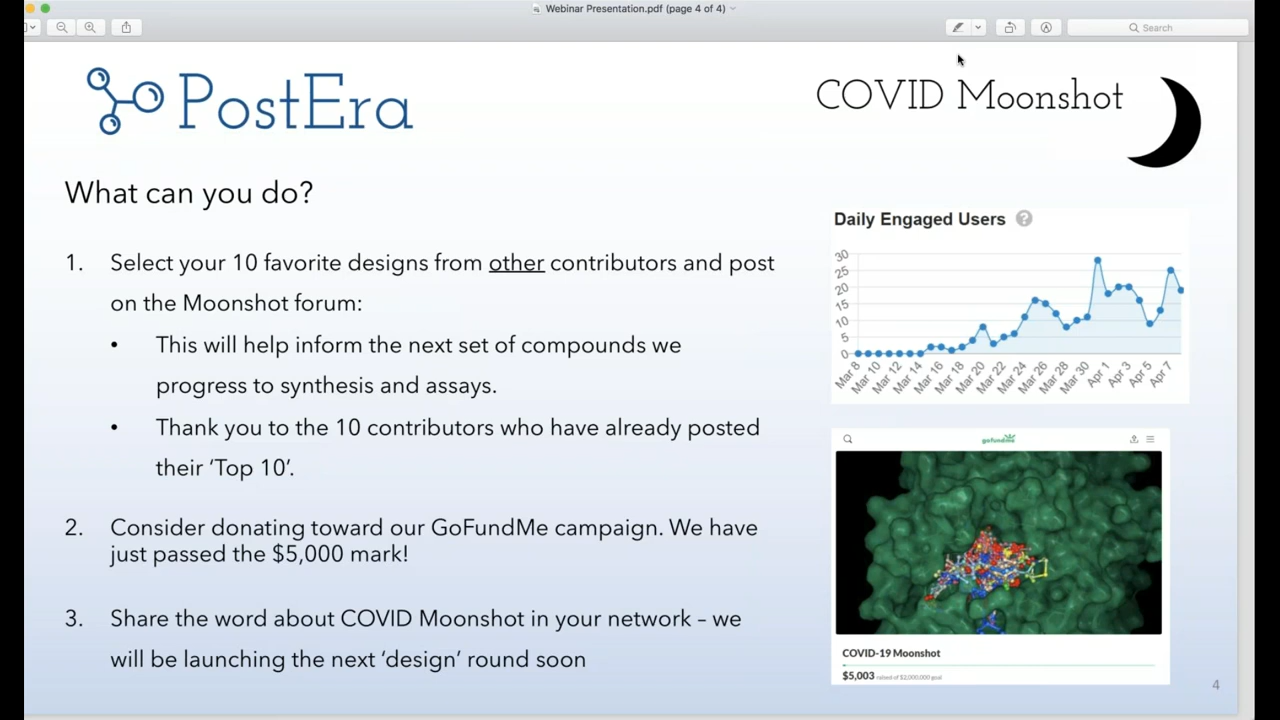 Webinar Presentation.pdf (page 4 of 4)
Search
PostEra
COVID Moonshot
What can you do?
1. Select your 10 favorite designs from other contributors and post
on the Moonshot forum:
• This will help inform the next set of compounds we
progress to synthesis and assays.
• Thank you to the 10 contributors who have already posted
their ‘Top 10’.
2. Consider donating toward our GoFundMe campaign. We have
just passed the $5,000 mark!
3. Share the word about COVID Moonshot in your network – we
will be launching the next ‘design’ round soon
Daily Engaged Users ?
30
25
20
15
10
5
0
Mar 8
Mar 10
Mar 12
Mar 14
Mar 16
Mar 18
Mar 20
Mar 22
Mar 24
Mar 26
Mar 28
Mar 30
Apr 1
Apr 3
Apr 5
Apr 7
gofundme
COVID-19 Moonshot
$5,003 raised of $2,000,000 goal
4